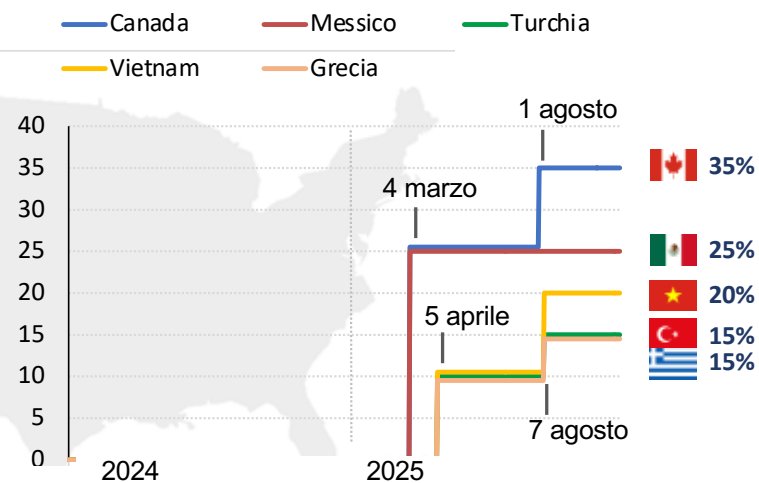 Canada Messico Turchia
Vietnam Grecia
1 agosto
40
35
35%
4 marzo
30
25
25%
20
20%
5 aprile
15
15%
15%
10
5
7 agosto
0
2024 2025